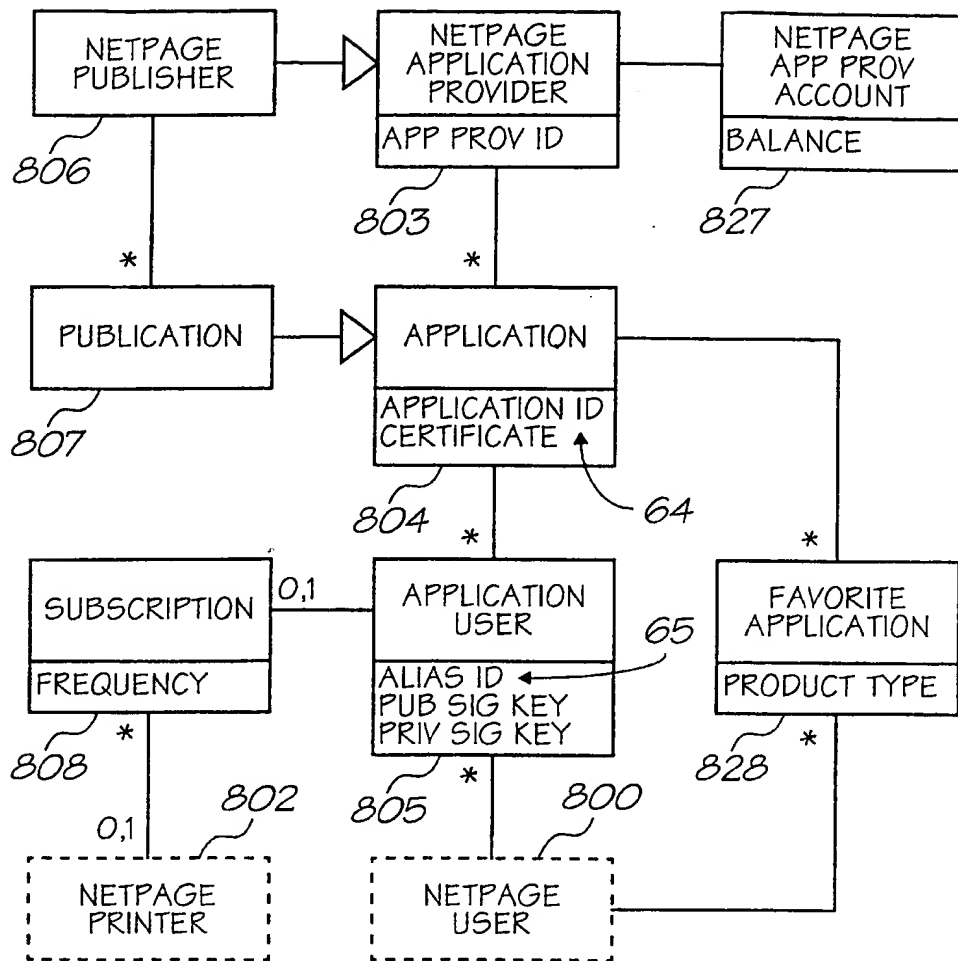 NETPAGE
PUBLISHER
806
NETPAGE
APPLICATION
PROVIDER
APP PROV ID
803
NETPAGE
APP PROV
ACCOUNT
BALANCE
827
*
*
PUBLICATION
807
APPLICATION
APPLICATION ID
CERTIFICATE
804
64
*
*
SUBSCRIPTION
FREQUENCY
808
0,1
APPLICATION
USER
ALIAS ID
PUB SIG KEY
PRIV SIG KEY
805
65
FAVORITE
APPLICATION
PRODUCT TYPE
828
*
*
*
0,1
802
NETPAGE
PRINTER
800
NETPAGE
USER